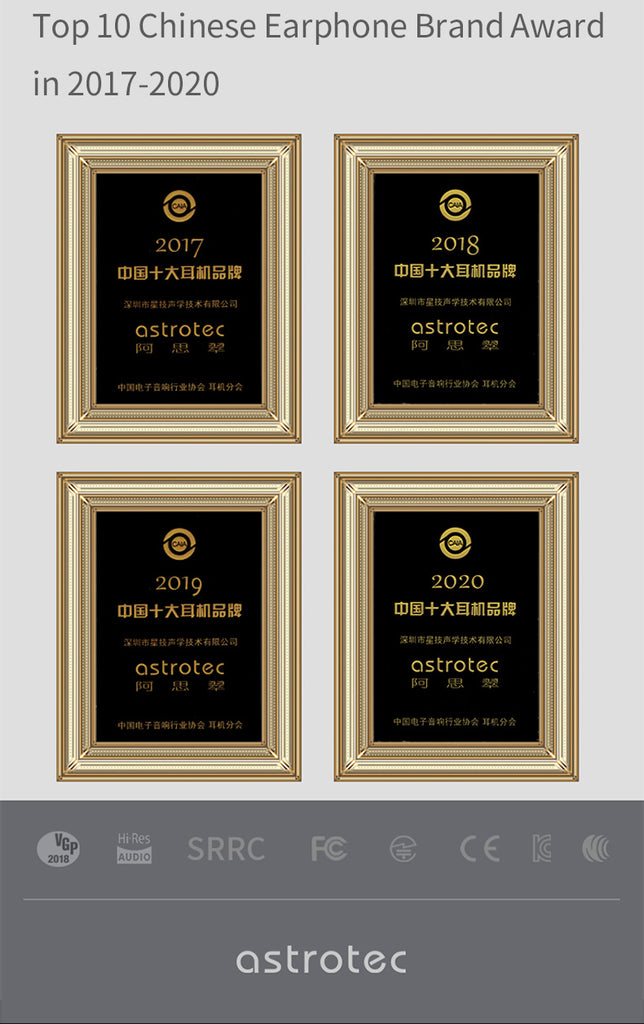 Top 10 Chinese Earphone Brand Award
in 2017-2020
CAIA
2017
中国十大耳机品牌
深圳市星技声学技术有限公司
astrotec
阿思翠
中国电子音响行业协会 耳机分会
CAIA
2018
中国十大耳机品牌
深圳市星技声学技术有限公司
astrotec
阿思翠
中国电子音响行业协会 耳机分会
CAIA
2019
中国十大耳机品牌
深圳市星技声学技术有限公司
astrotec
阿思翠
中国电子音响行业协会 耳机分会
CAIA
2020
中国十大耳机品牌
深圳市星技声学技术有限公司
astrotec
阿思翠
中国电子音响行业协会 耳机分会
VGP 2018
Hi-Res AUDIO
SRRC
FC
CE
astrotec